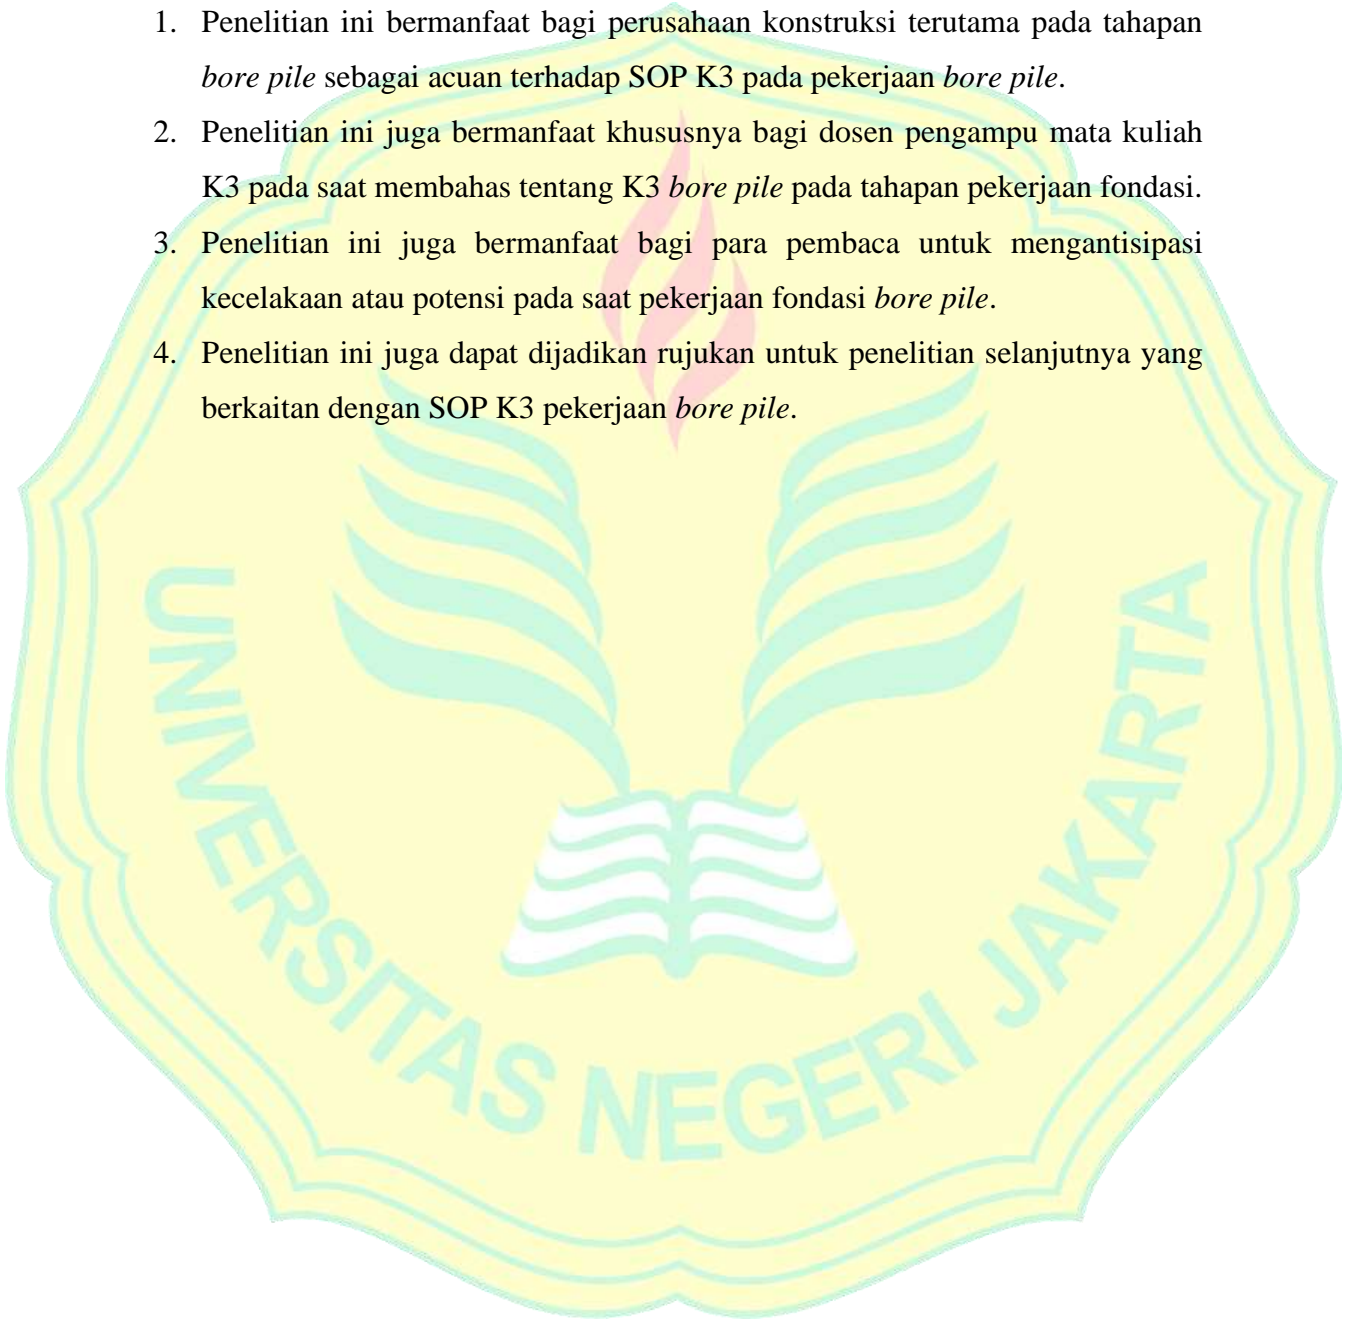 1. Penelitian ini bermanfaat bagi perusahaan konstruksi terutama pada tahapan
bore pile sebagai acuan terhadap SOP K3 pada pekerjaan bore pile.
2. Penelitian ini juga bermanfaat khususnya bagi dosen pengampu mata kuliah
K3 pada saat membahas tentang K3 bore pile pada tahapan pekerjaan fondasi.
3. Penelitian ini juga bermanfaat bagi para pembaca untuk mengantisipasi
kecelakaan atau potensi pada saat pekerjaan fondasi bore pile.
4. Penelitian ini juga dapat dijadikan rujukan untuk penelitian selanjutnya yang
berkaitan dengan SOP K3 pekerjaan bore pile.
UNIVERSITAS NEGERI JAKARTA